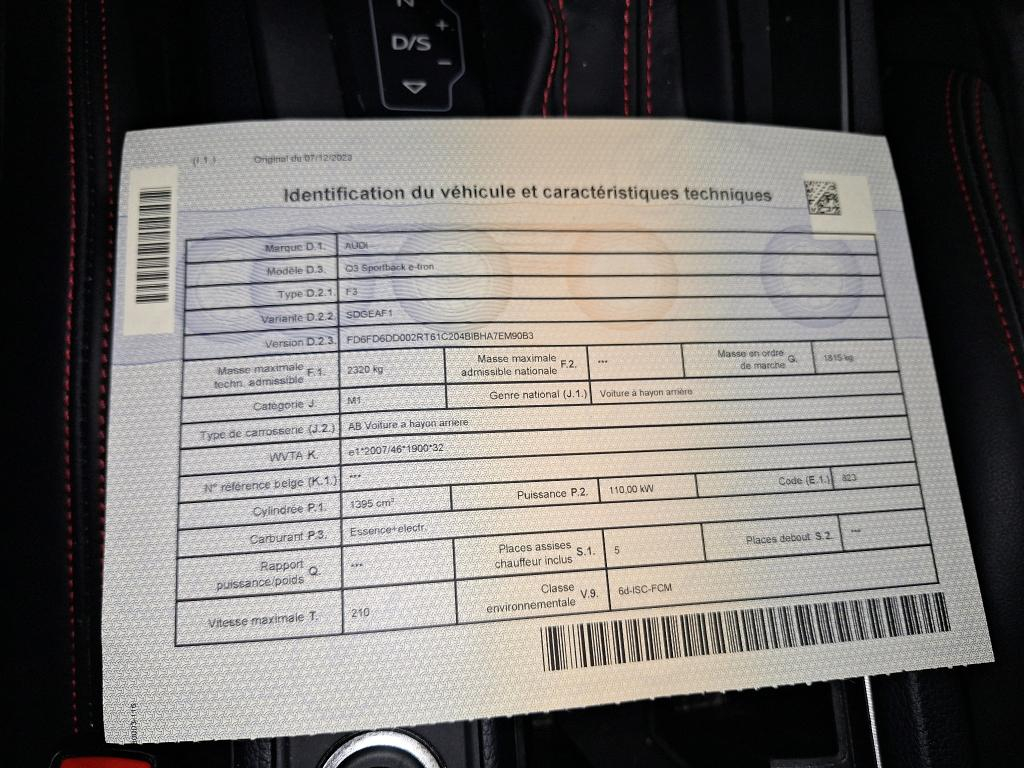 N
+
D/S
-
(I.1.) Original du 07/12/2023
Identification du véhicule et caractéristiques techniques
Marque D.1. AUDI
Modèle D.3. Q3 Sportback e-tron
Type D.2.1. F3
Variante D.2.2. SDGEAF1
Version D.2.3. FD6FD6DD002RT61C204BIBHA7EM90B3
Masse maximale techn. admissible F.1. 2320 kg Masse maximale admissible nationale F.2. *** Masse en ordre de marche G. 1815 kg
Catégorie J. M1 Genre national (J.1.) Voiture à hayon arrière
Type de carrosserie (J.2.) AB Voiture à hayon arrière
WVTA K. e1*2007/46*1900*32
N° référence belge (K.1.) ***
Cylindrée P.1. 1395 cm³ Puissance P.2. 110,00 kW Code (E.1.) 823
Carburant P.3. Essence+electr.
Rapport puissance/poids Q. *** Places assises chauffeur inclus S.1. 5 Places debout S.2. ***
Vitesse maximale T. 210 Classe environnementale V.9. 6d-ISC-FCM